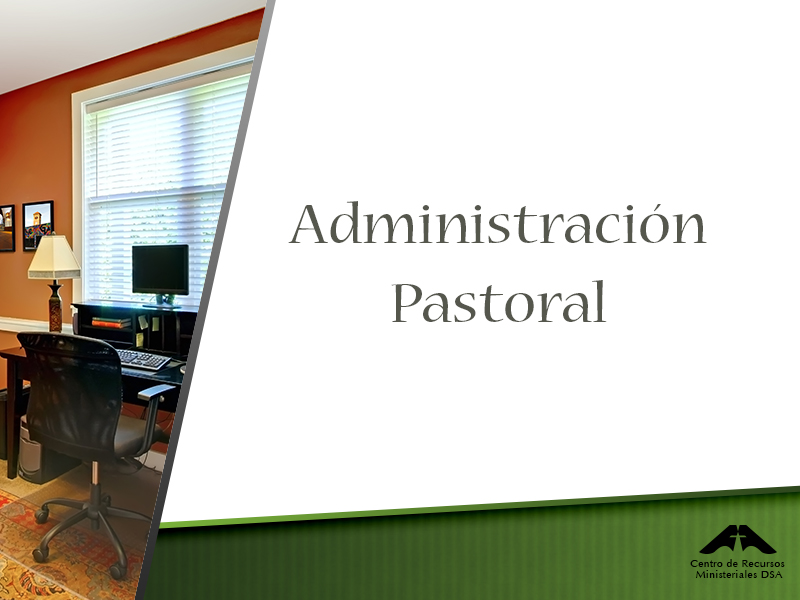 Administración
Pastoral
Centro de Recursos
Ministeriales DSA